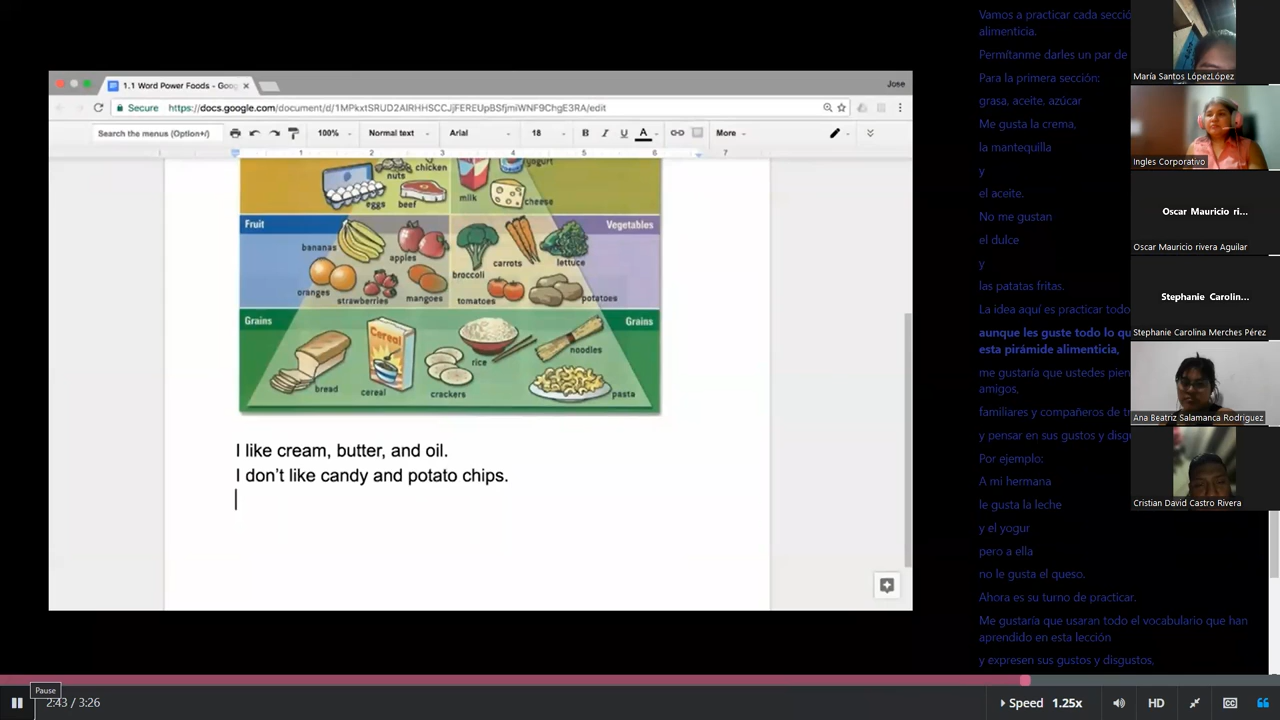 1.1 Word Power Foods - Goog
Jose
Secure
https://docs.google.com/document/d/1MPkxtSRUD2AIRHHSCCJjFEREUpBSfjmiWNF9ChgE3RA/edit
Search the menus (Option+/)
100%
Normal text
Arial
18
B I U A
More
1 2 3 4 5 6 7
nuts
chicken
yogurt
eggs
beef
milk
cheese
Fruit
Vegetables
bananas
apples
broccoli
carrots
lettuce
oranges
strawberries
mangoes
tomatoes
potatoes
Grains
Grains
bread
cereal
Cereal
crackers
rice
noodles
pasta
I like cream, butter, and oil.
I don't like candy and potato chips.
Vamos a practicar cada secció
alimenticia.
Permítanme darles un par de
Para la primera sección:
grasa, aceite, azúcar
Me gusta la crema,
la mantequilla
y
el aceite.
No me gustan
el dulce
y
las patatas fritas.
La idea aquí es practicar todo
aunque les guste todo lo qu
esta pirámide alimenticia,
me gustaría que ustedes pien
amigos,
familiares y compañeros de tr
y pensar en sus gustos y disgu
Por ejemplo:
A mi hermana
le gusta la leche
y el yogur
pero a ella
no le gusta el queso.
Ahora es su turno de practicar.
Me gustaría que usaran todo el vocabulario que han
aprendido en esta lección
y expresen sus gustos y disgustos,
María Santos LópezLópez
Ingles Corporativo
Oscar Mauricio ri...
Oscar Mauricio rivera Aguilar
Stephanie Carolin...
Stephanie Carolina Merches Pérez
Ana Beatriz Salamanca Rodriguez
Cristian David Castro Rivera
Pause
2:43 / 3:26
Speed 1.25x
HD
CC